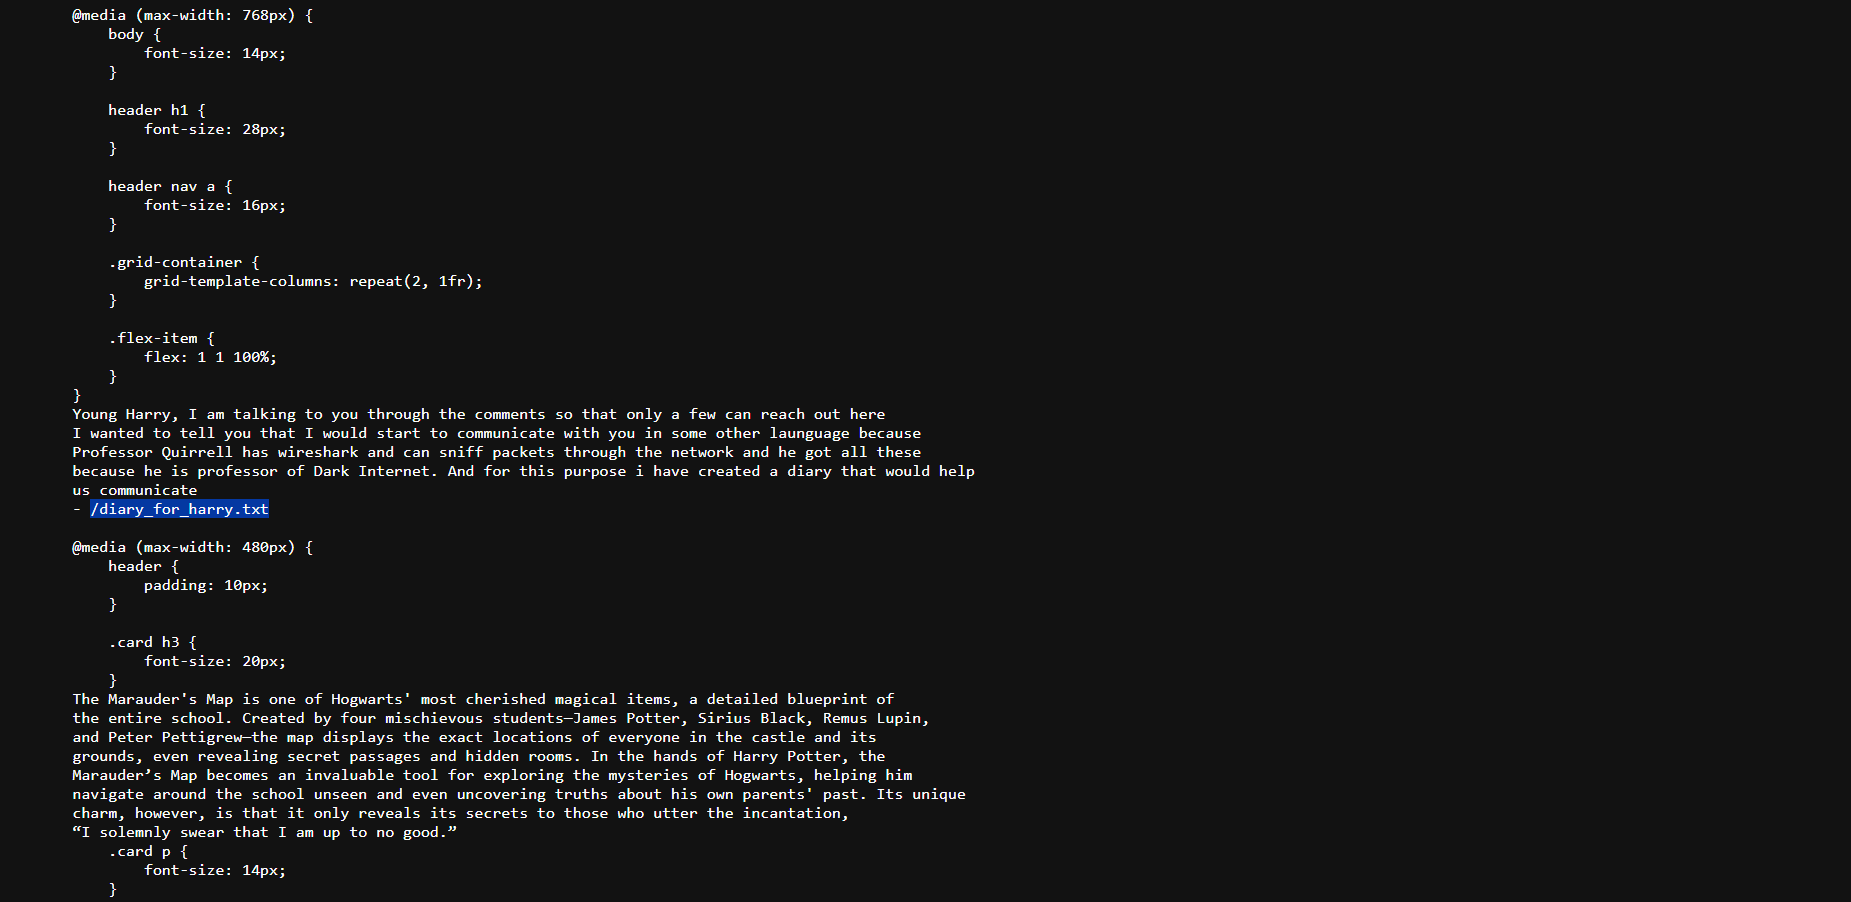 @media (max-width: 768px) {
    body {
        font-size: 14px;
    }

    header h1 {
        font-size: 28px;
    }

    header nav a {
        font-size: 16px;
    }

    .grid-container {
        grid-template-columns: repeat(2, 1fr);
    }

    .flex-item {
        flex: 1 1 100%;
    }
}
Young Harry, I am talking to you through the comments so that only a few can reach out here
I wanted to tell you that I would start to communicate with you in some other launguage because
Professor Quirrell has wireshark and can sniff packets through the network and he got all these
because he is professor of Dark Internet. And for this purpose i have created a diary that would help
us communicate
- /diary_for_harry.txt

@media (max-width: 480px) {
    header {
        padding: 10px;
    }

    .card h3 {
        font-size: 20px;
    }
The Marauder's Map is one of Hogwarts' most cherished magical items, a detailed blueprint of
the entire school. Created by four mischievous students—James Potter, Sirius Black, Remus Lupin,
and Peter Pettigrew—the map displays the exact locations of everyone in the castle and its
grounds, even revealing secret passages and hidden rooms. In the hands of Harry Potter, the
Marauder’s Map becomes an invaluable tool for exploring the mysteries of Hogwarts, helping him
navigate around the school unseen and even uncovering truths about his own parents' past. Its unique
charm, however, is that it only reveals its secrets to those who utter the incantation,
“I solemnly swear that I am up to no good.”
    .card p {
        font-size: 14px;
    }